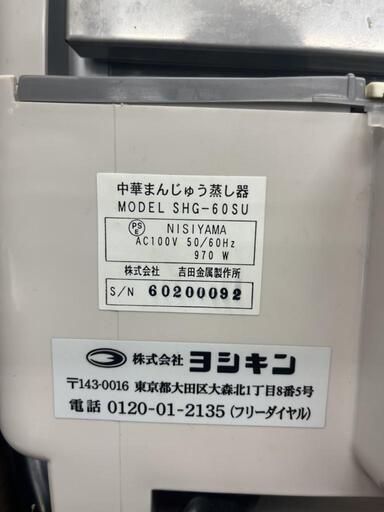 中華まんじゅう蒸し器
MODEL SHG-60SU
PS E NISIYAMA
AC100V 50/60Hz
970 W
株式会社 吉田金属製作所
S/N 60200092
株式会社 ヨシキン
〒143-0016 東京都大田区大森北1丁目8番5号
電話 0120-01-2135(フリーダイヤル)